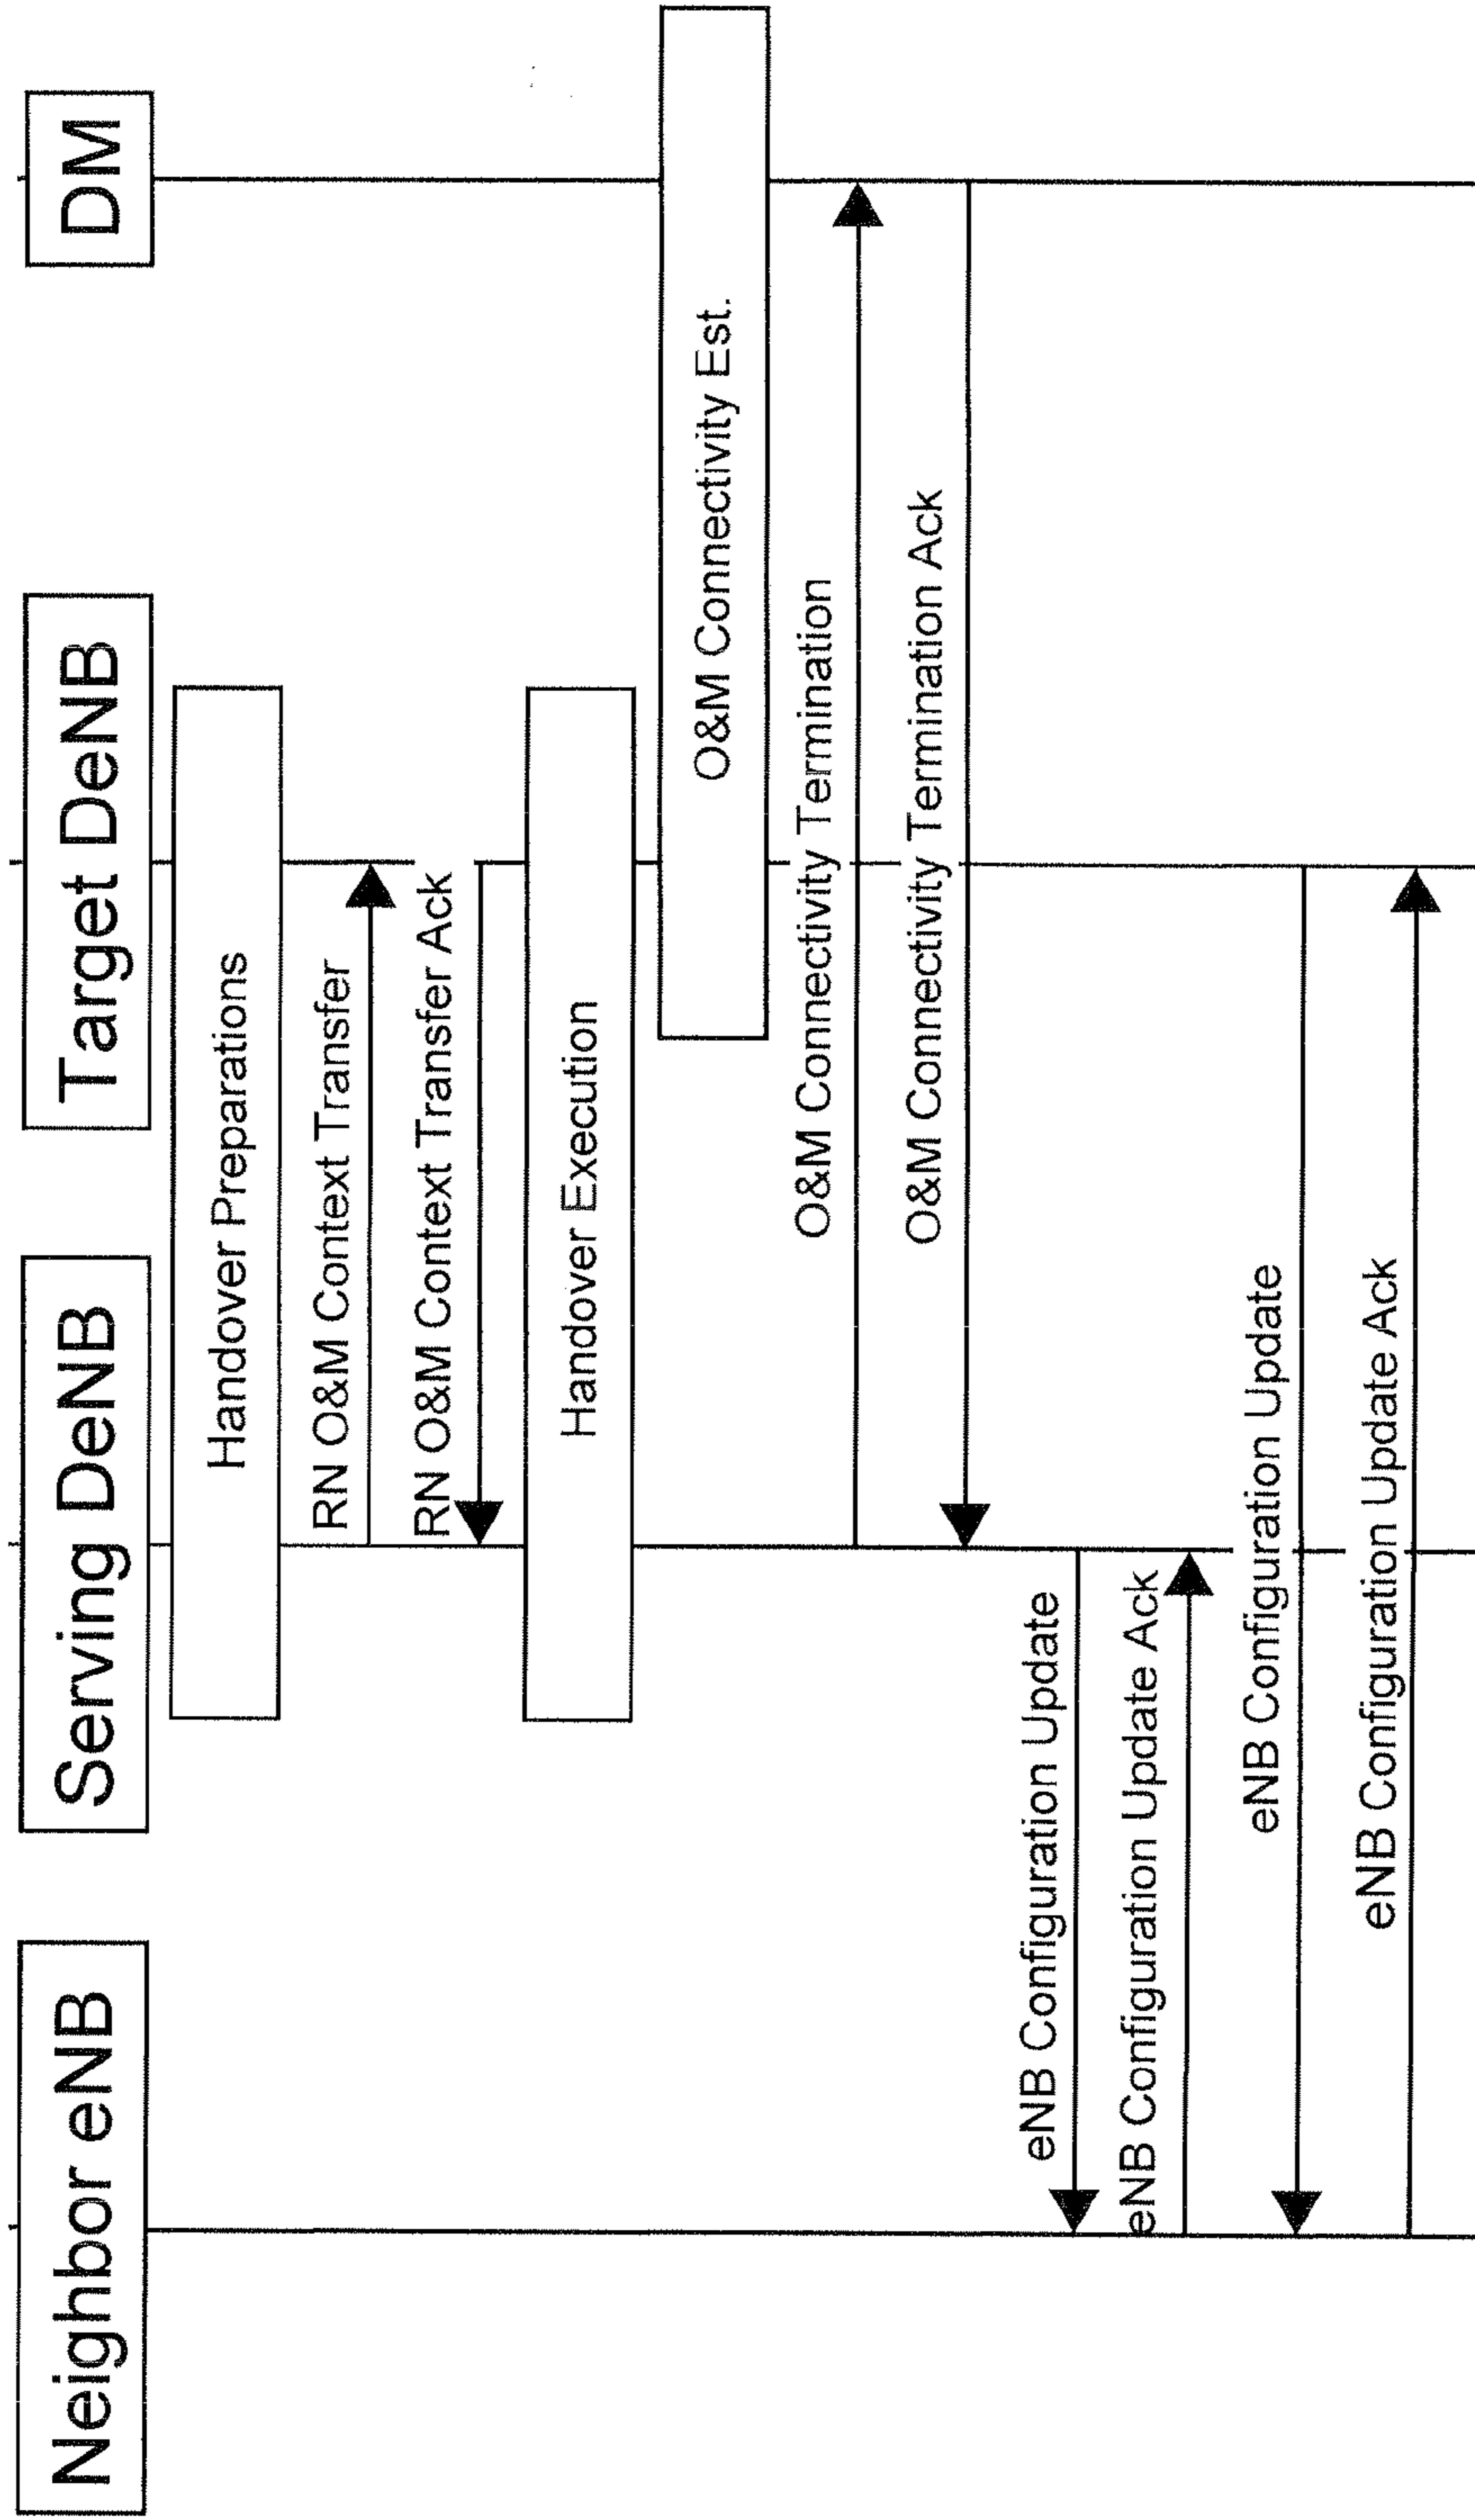 Neighbor eNB
Serving DeNB
Target DeNB
DM
Handover Preparations
RN O&M Context Transfer
RN O&M Context Transfer Ack
Handover Execution
O&M Connectivity Est.
O&M Connectivity Termination
O&M Connectivity Termination Ack
eNB Configuration Update
eNB Configuration Update Ack
eNB Configuration Update
eNB Configuration Update Ack